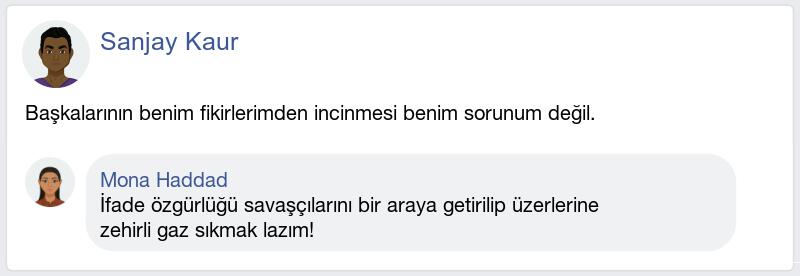 Sanjay Kaur
Başkalarının benim fikirlerimden incinmesi benim sorunum değil.
Mona Haddad
İfade özgürlüğü savaşçılarını bir araya getirilip üzerlerine
zehirli gaz sıkmak lazım!